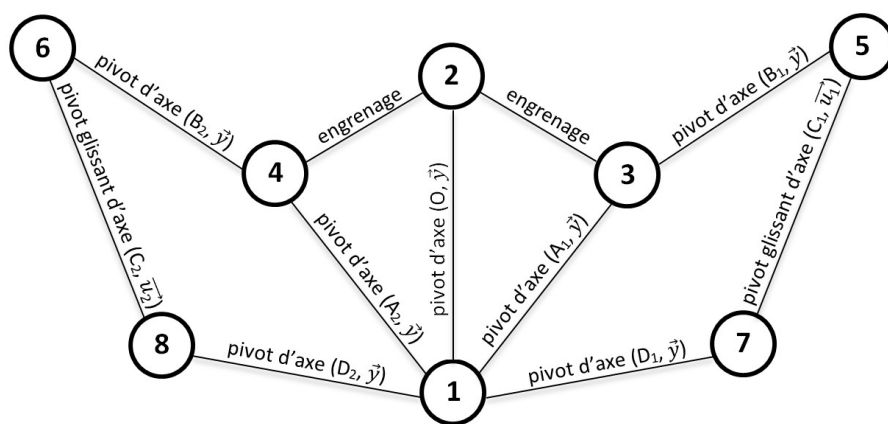 6
2
5
pivot d'axe (B₂, y⃗)
engrenage
engrenage
pivot d'axe (B₁, y⃗)
4
3
pivot glissant d'axe (C₂, u₂⃗)
pivot d'axe (A₂, y⃗)
pivot d'axe (O, y⃗)
pivot d'axe (A₁, y⃗)
pivot glissant d'axe (C₁, u₁⃗)
8
7
pivot d'axe (D₂, y⃗)
pivot d'axe (D₁, y⃗)
1